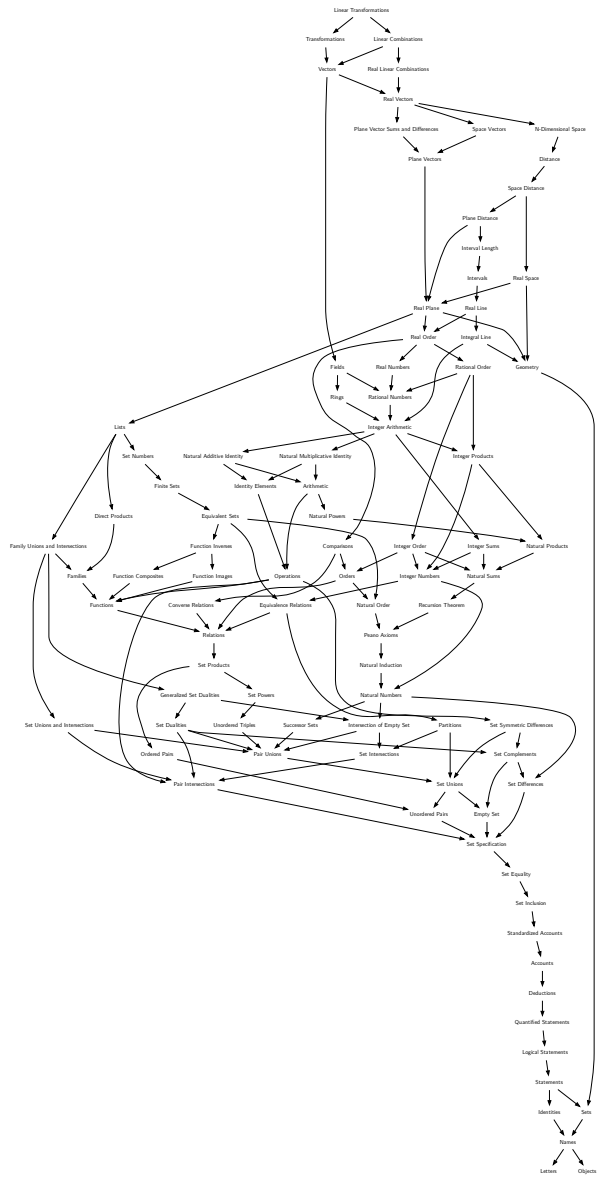 Linear Transformations
Transformations
Linear Combinations
Vectors
Real Linear Combinations
Real Vectors
Plane Vector Sums and Differences
Space Vectors
N-Dimensional Space
Plane Vectors
Distance
Space Distance
Plane Distance
Interval Length
Intervals
Real Space
Real Plane
Real Line
Real Order
Integral Line
Fields
Real Numbers
Rational Order
Geometry
Rings
Rational Numbers
Lists
Integer Arithmetic
Set Numbers
Natural Additive Identity
Natural Multiplicative Identity
Integer Products
Finite Sets
Identity Elements
Arithmetic
Direct Products
Equivalent Sets
Natural Powers
Family Unions and Intersections
Function Inverses
Comparisons
Integer Order
Integer Sums
Natural Products
Families
Function Composites
Function Images
Operations
Orders
Integer Numbers
Natural Sums
Functions
Converse Relations
Equivalence Relations
Natural Order
Recursion Theorem
Relations
Peano Axioms
Set Products
Natural Induction
Generalized Set Dualities
Set Powers
Natural Numbers
Set Unions and Intersections
Set Dualities
Unordered Triples
Successor Sets
Intersection of Empty Set
Partitions
Set Symmetric Differences
Ordered Pairs
Pair Unions
Set Intersections
Set Complements
Pair Intersections
Set Unions
Set Differences
Unordered Pairs
Empty Set
Set Specification
Set Equality
Set Inclusion
Standardized Accounts
Accounts
Deductions
Quantified Statements
Logical Statements
Statements
Identities
Sets
Names
Letters
Objects